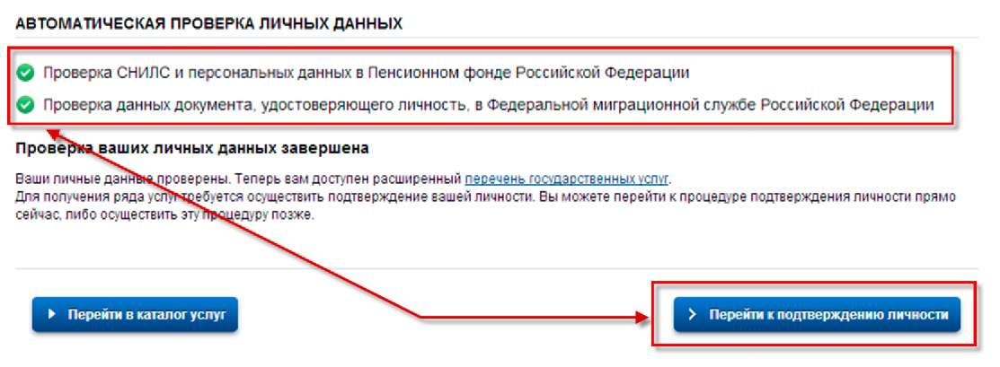 АВТОМАТИЧЕСКАЯ ПРОВЕРКА ЛИЧНЫХ ДАННЫХ
Проверка СНИЛС и персональных данных в Пенсионном фонде Российской Федерации
Проверка данных документа, удостоверяющего личность, в Федеральной миграционной службе Российской Федерации
Проверка ваших личных данных завершена
Ваши личные данные проверены. Теперь вам доступен расширенный перечень государственных услуг.
Для получения ряда услуг требуется осуществить подтверждение вашей личности. Вы можете перейти к процедуре подтверждения личности прямо
сейчас, либо осуществить эту процедуру позже.
Перейти в каталог услуг
Перейти к подтверждению личности